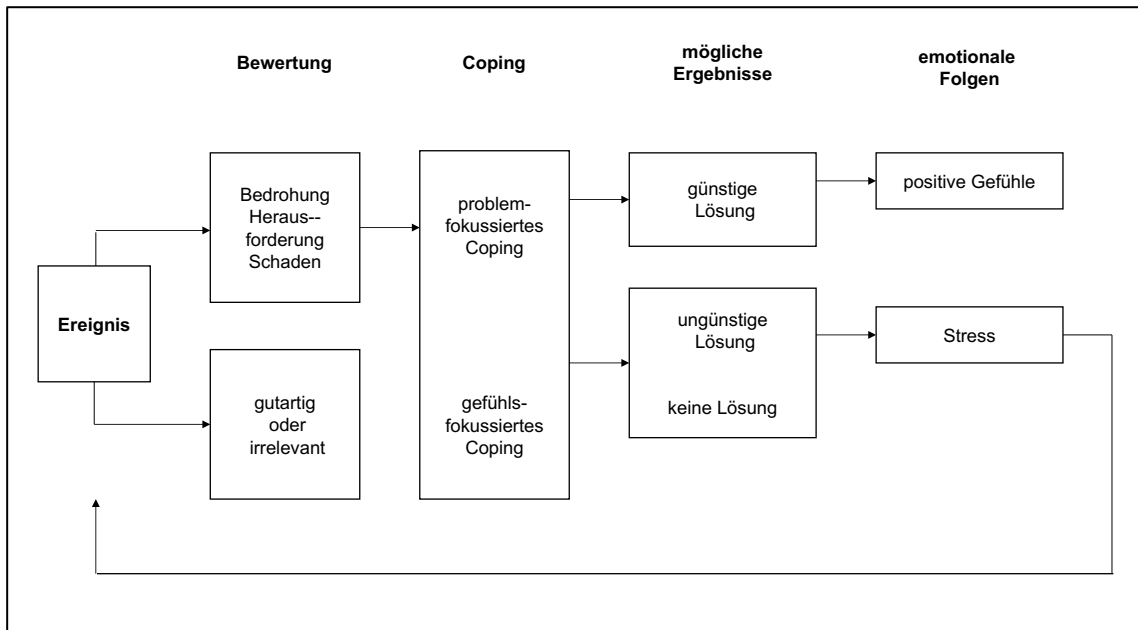 Bewertung
Coping
mögliche
Ergebnisse
emotionale
Folgen
Ereignis
Bedrohung
Heraus--
forderung
Schaden
gutartig
oder
irrelevant
problem-
fokussiertes
Coping
gefühls-
fokussiertes
Coping
günstige
Lösung
ungünstige
Lösung
keine Lösung
positive Gefühle
Stress